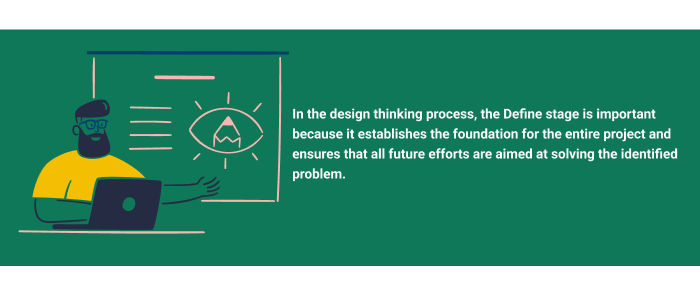 In the design thinking process, the Define stage is important
because it establishes the foundation for the entire project and
ensures that all future efforts are aimed at solving the identified
problem.